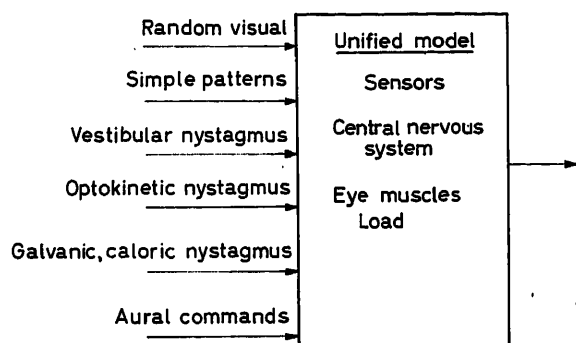 Random visual
Simple patterns
Vestibular nystagmus
Optokinetic nystagmus
Galvanic, caloric nystagmus
Aural commands
Unified model
Sensors
Central nervous
system
Eye muscles
Load